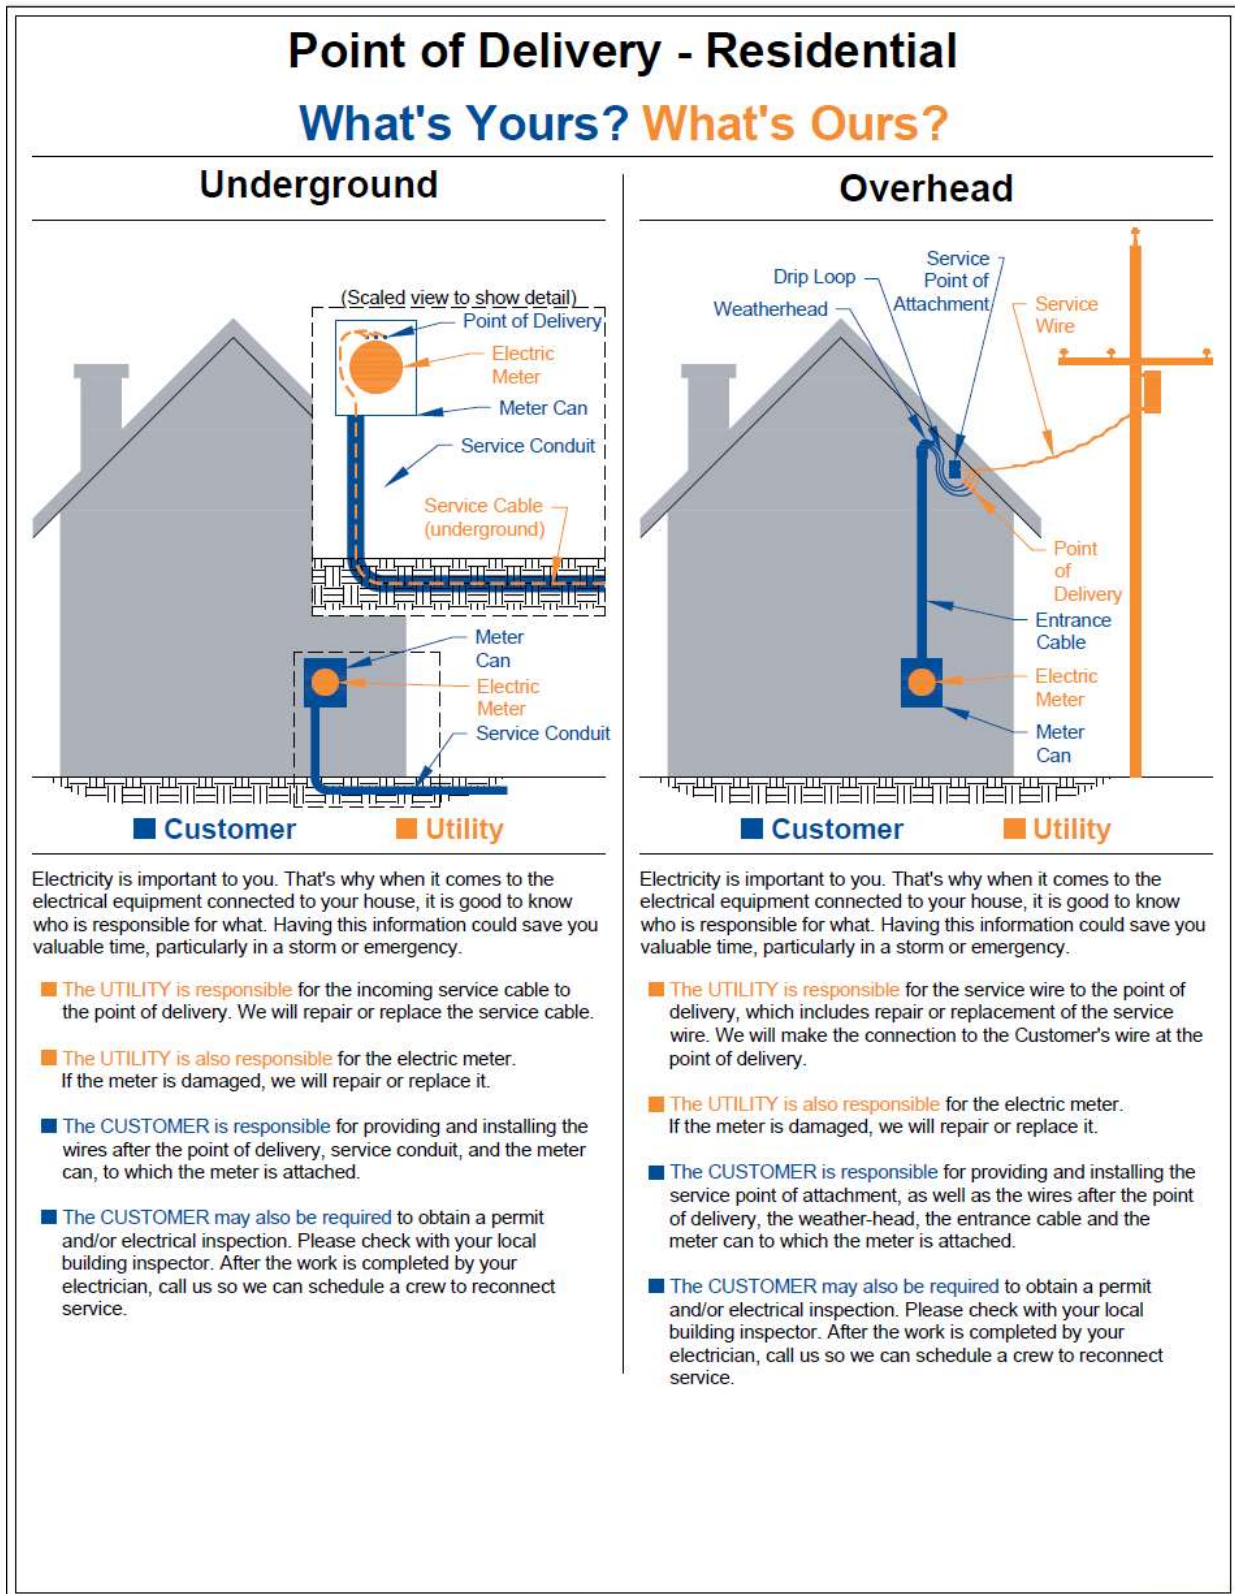 Point of Delivery - Residential
What's Yours? What's Ours?
Underground
(Scaled view to show detail)
Point of Delivery
Electric
Meter
Meter Can
Service Conduit
Service Cable
(underground)
Meter
Can
Electric
Meter
Service Conduit
Customer
Utility
Electricity is important to you. That's why when it comes to the
electrical equipment connected to your house, it is good to know
who is responsible for what. Having this information could save you
valuable time, particularly in a storm or emergency.
The UTILITY is responsible for the incoming service cable to
the point of delivery. We will repair or replace the service cable.
The UTILITY is also responsible for the electric meter.
If the meter is damaged, we will repair or replace it.
The CUSTOMER is responsible for providing and installing the
wires after the point of delivery, service conduit, and the meter
can, to which the meter is attached.
The CUSTOMER may also be required to obtain a permit
and/or electrical inspection. Please check with your local
building inspector. After the work is completed by your
electrician, call us so we can schedule a crew to reconnect
service.
Overhead
Service
Point of
Attachment
Drip Loop
Weatherhead
Service
Wire
Point
of
Delivery
Entrance
Cable
Electric
Meter
Meter
Can
Customer
Utility
Electricity is important to you. That's why when it comes to the
electrical equipment connected to your house, it is good to know
who is responsible for what. Having this information could save you
valuable time, particularly in a storm or emergency.
The UTILITY is responsible for the service wire to the point of
delivery, which includes repair or replacement of the service
wire. We will make the connection to the Customer's wire at the
point of delivery.
The UTILITY is also responsible for the electric meter.
If the meter is damaged, we will repair or replace it.
The CUSTOMER is responsible for providing and installing the
service point of attachment, as well as the wires after the point
of delivery, the weather-head, the entrance cable and the
meter can to which the meter is attached.
The CUSTOMER may also be required to obtain a permit
and/or electrical inspection. Please check with your local
building inspector. After the work is completed by your
electrician, call us so we can schedule a crew to reconnect
service.